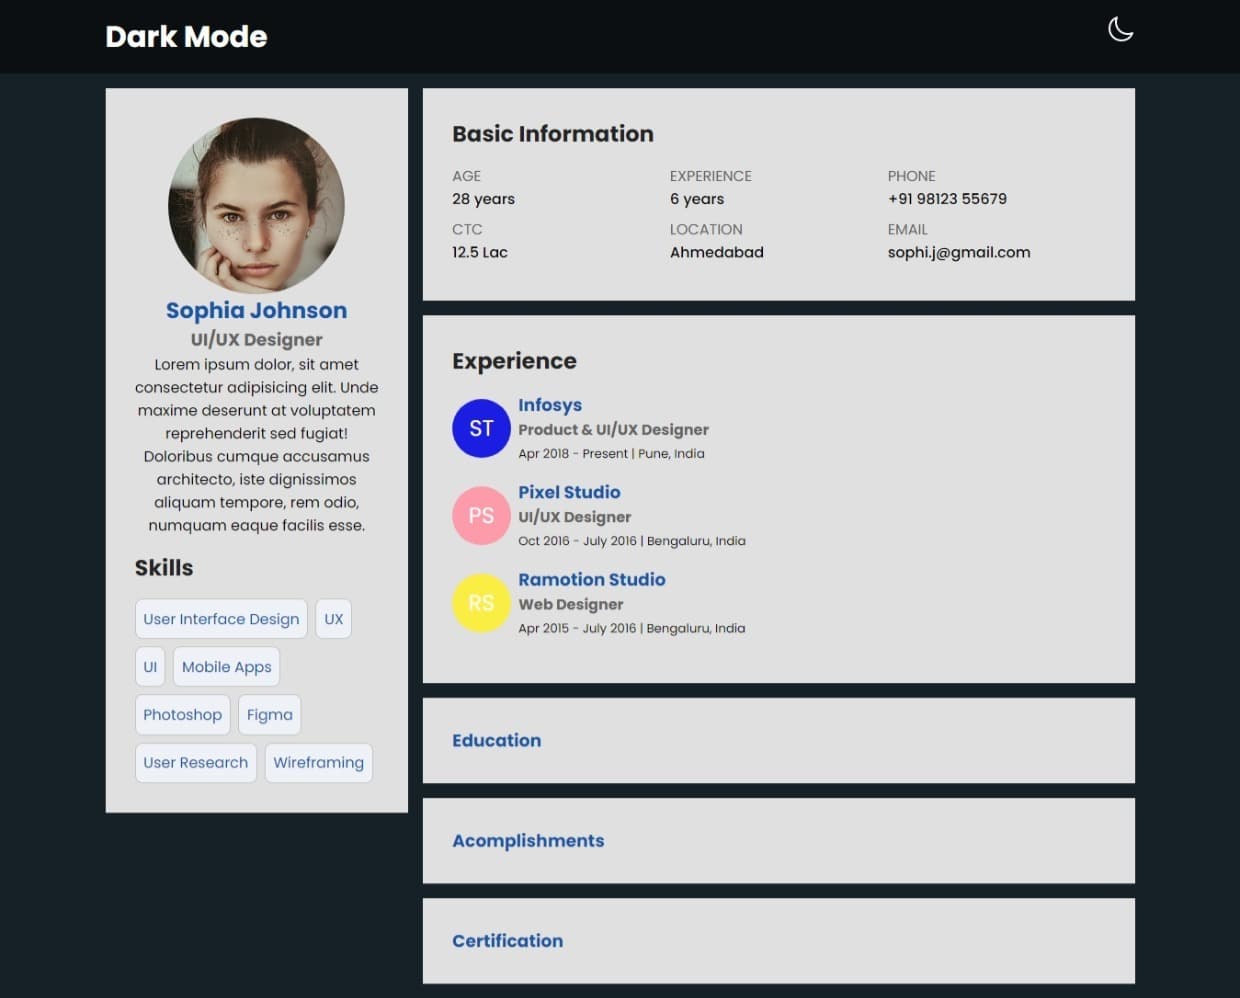 Dark Mode
Sophia Johnson
UI/UX Designer
Lorem ipsum dolor, sit amet
consectetur adipisicing elit. Unde
maxime deserunt at voluptatem
reprehenderit sed fugiat!
Doloribus cumque accusamus
architecto, iste dignissimos
aliquam tempore, rem odio,
numquam eaque facilis esse.
Skills
User Interface Design UX
UI Mobile Apps
Photoshop Figma
User Research Wireframing
Basic Information
AGE EXPERIENCE PHONE
28 years 6 years +91 98123 55679
CTC LOCATION EMAIL
12.5 Lac Ahmedabad sophi.j@gmail.com
Experience
ST
Infosys
Product & UI/UX Designer
Apr 2018 - Present | Pune, India
PS
Pixel Studio
UI/UX Designer
Oct 2016 - July 2016 | Bengaluru, India
RS
Ramotion Studio
Web Designer
Apr 2015 - July 2016 | Bengaluru, India
Education
Acomplishments
Certification